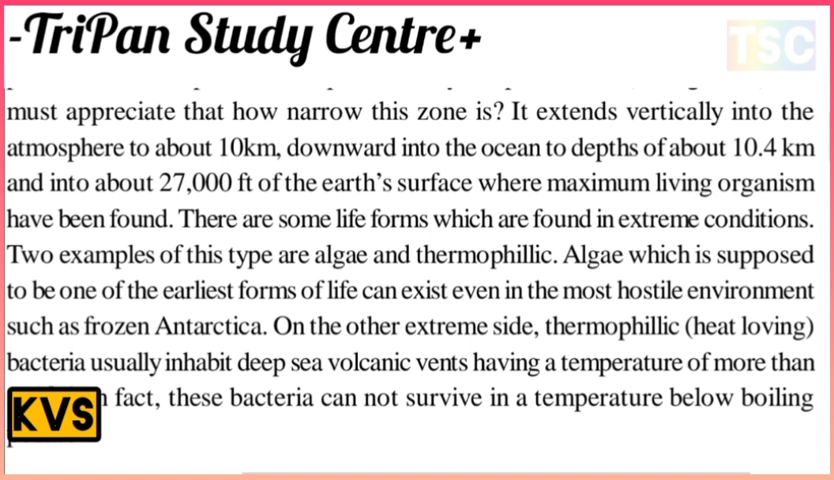 -TriPan Study Centre+
TSC
must appreciate that how narrow this zone is? It extends vertically into the
atmosphere to about 10km, downward into the ocean to depths of about 10.4 km
and into about 27,000 ft of the earth's surface where maximum living organism
have been found. There are some life forms which are found in extreme conditions.
Two examples of this type are algae and thermophillic. Algae which is supposed
to be one of the earliest forms of life can exist even in the most hostile environment
such as frozen Antarctica. On the other extreme side, thermophillic (heat loving)
bacteria usually inhabit deep sea volcanic vents having a temperature of more than
fact, these bacteria can not survive in a temperature below boiling
KVS